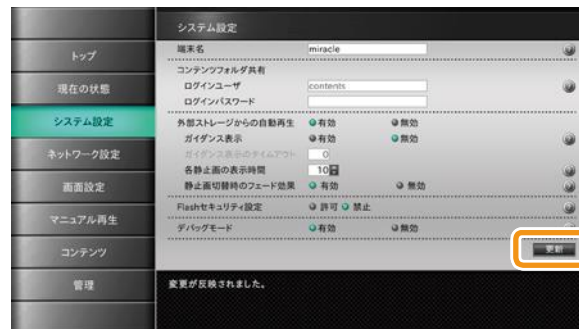 システム設定
トップ
現在の状態
システム設定
ネットワーク設定
画面設定
マニュアル再生
コンテンツ
管理
端末名 miracle
コンテンツフォルダ共有
ログインユーザ contents
ログインパスワード
外部ストレージからの自動再生 有効 無効
ガイダンス表示 有効 無効
ガイダンス表示のタイムアウト 0
各静止画の表示時間 10
静止画切替時のフェード効果 有効 無効
Flashセキュリティ設定 許可 禁止
デバッグモード 有効 無効
更新
変更が反映されました。